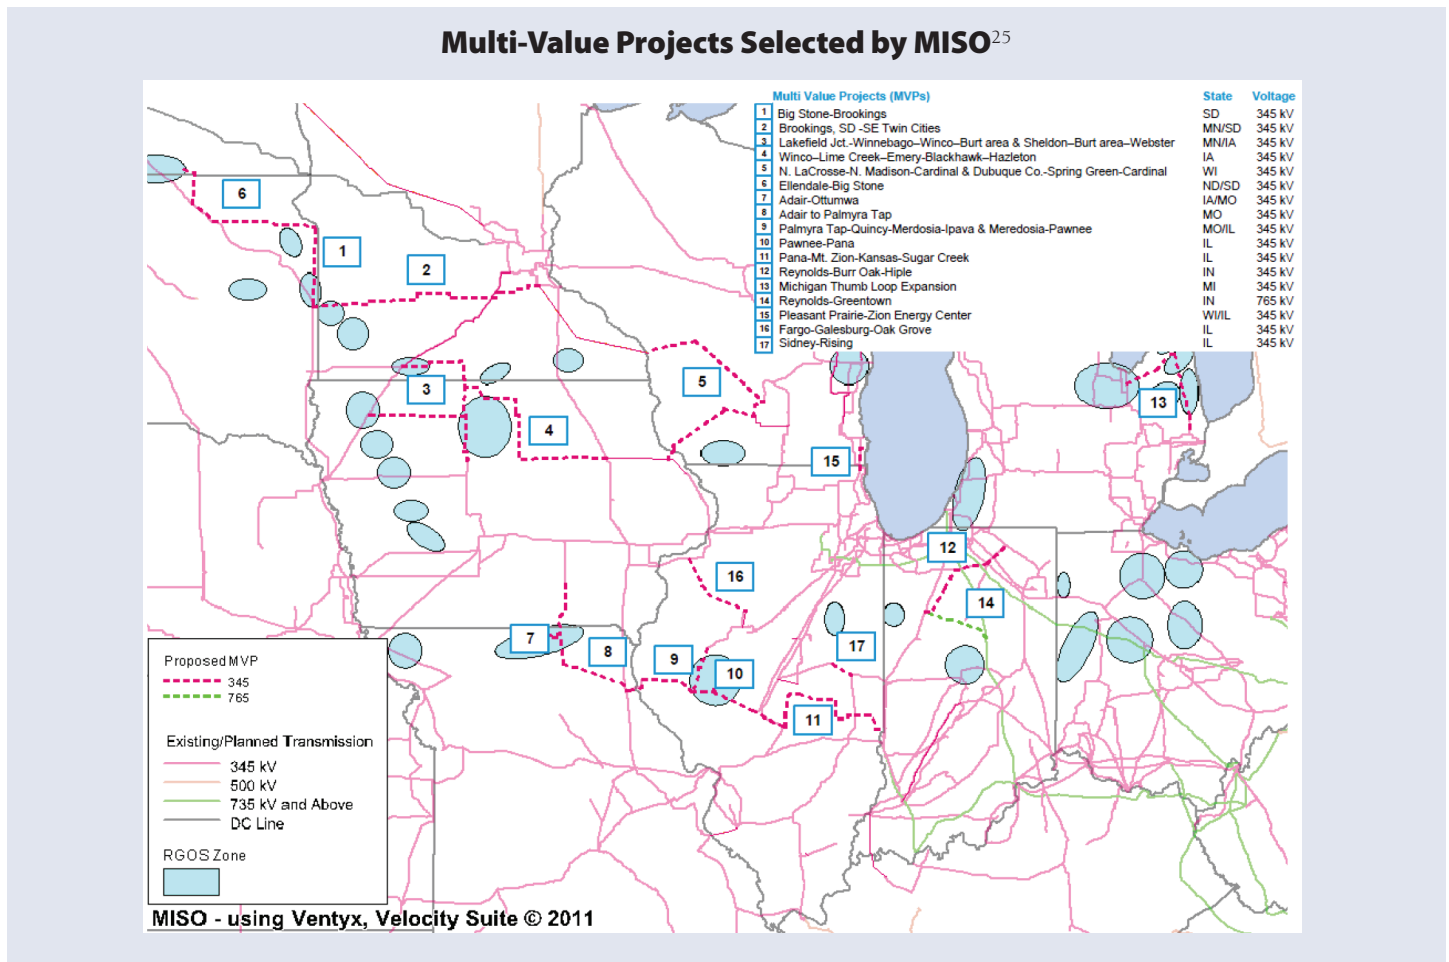 Multi-Value Projects Selected by MISO25
Multi Value Projects (MVPs) State Voltage
1 Big Stone-Brookings SD 345 kV
2 Brookings, SD -SE Twin Cities MN/SD 345 kV
3 Lakefield Jct.-Winnebago–Winco–Burt area & Sheldon–Burt area–Webster MN/IA 345 kV
4 Winco–Lime Creek–Emery-Blackhawk–Hazleton IA 345 kV
5 N. LaCrosse-N. Madison-Cardinal & Dubuque Co.-Spring Green-Cardinal WI 345 kV
6 Ellendale-Big Stone ND/SD 345 kV
7 Adair-Ottumwa IA/MO 345 kV
8 Adair to Palmyra Tap MO 345 kV
9 Palmyra Tap-Quincy-Merdosia-Ipava & Meredosia-Pawnee MO/IL 345 kV
10 Pawnee-Pana IL 345 kV
11 Pana-Mt. Zion-Kansas-Sugar Creek IL 345 kV
12 Reynolds-Burr Oak-Hiple IN 345 kV
13 Michigan Thumb Loop Expansion MI 345 kV
14 Reynolds-Greentown IN 765 kV
15 Pleasant Prairie-Zion Energy Center WI/IL 345 kV
16 Fargo-Galesburg-Oak Grove IL 345 kV
17 Sidney-Rising IL 345 kV
6
1
2
3
5
13
4
15
12
16
14
7
8
9
17
10
11
Proposed MVP
345
765
Existing/Planned Transmission
345 kV
500 kV
735 kV and Above
DC Line
RGOS Zone
MISO - using Ventyx, Velocity Suite © 2011